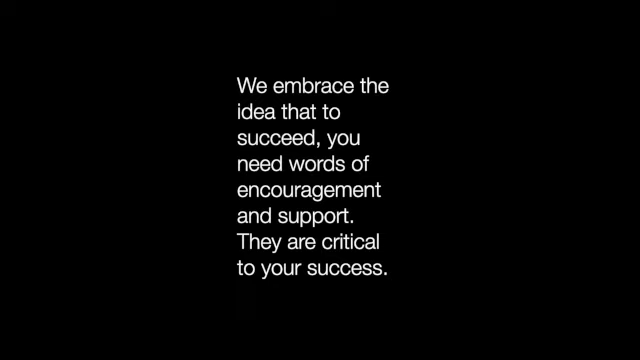 We embrace the
idea that to
succeed, you
need words of
encouragement
and support.
They are critical
to your success.